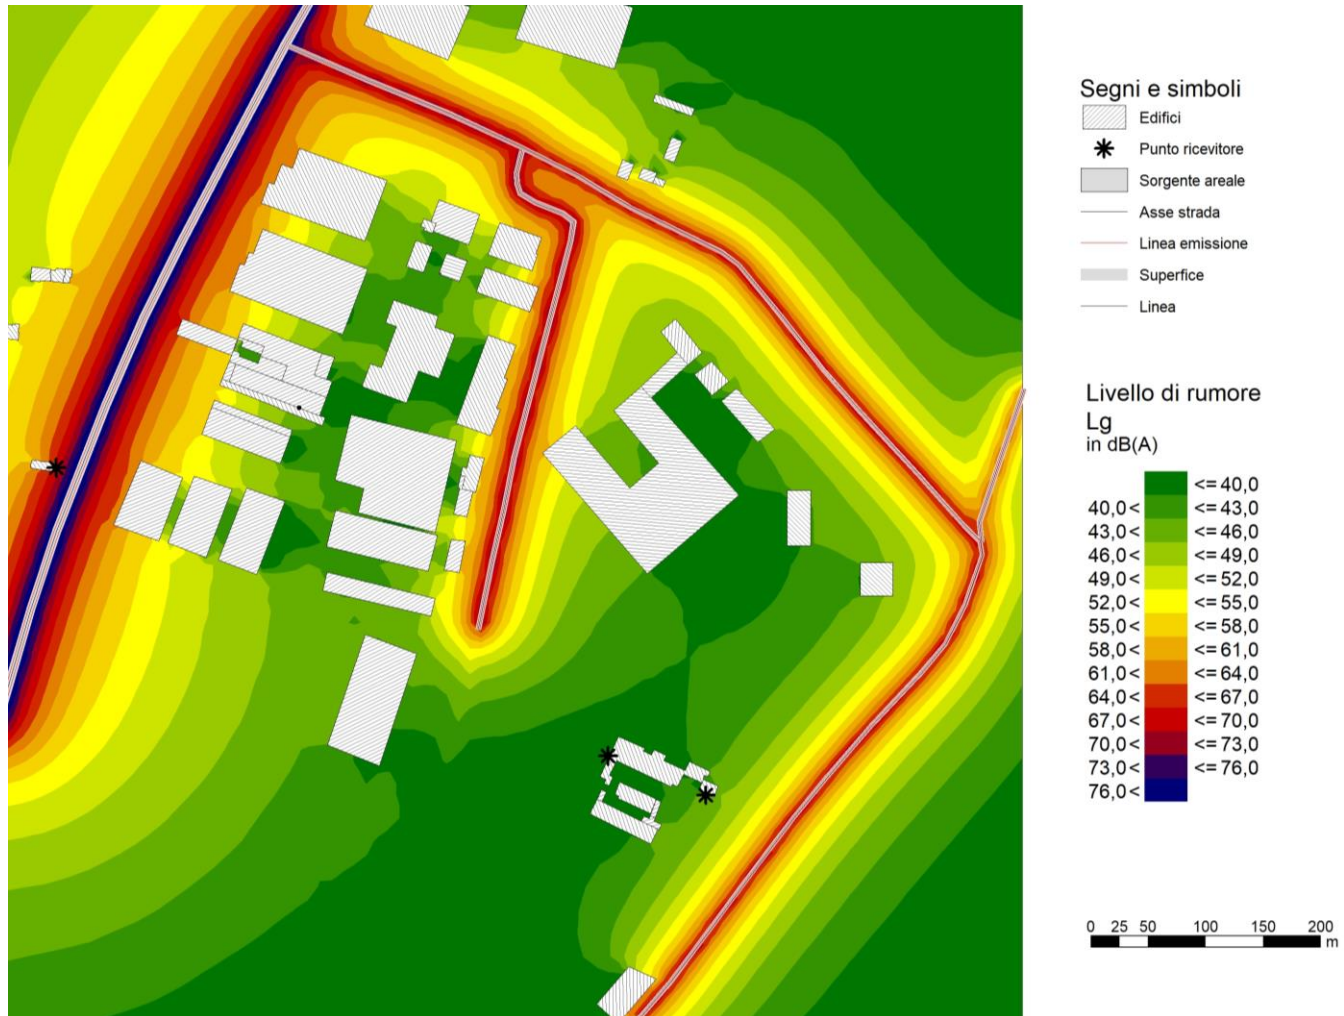 Segni e simboli
Edifici
Punto ricevitore
Sorgente areale
Asse strada
Linea emissione
Superfice
Linea
Livello di rumore
Lg
in dB(A)
<= 40,0
40,0 < <= 43,0
43,0 < <= 46,0
46,0 < <= 49,0
49,0 < <= 52,0
52,0 < <= 55,0
55,0 < <= 58,0
58,0 < <= 61,0
61,0 < <= 64,0
64,0 < <= 67,0
67,0 < <= 70,0
70,0 < <= 73,0
73,0 < <= 76,0
76,0 <
0 25 50 100 150 200
m